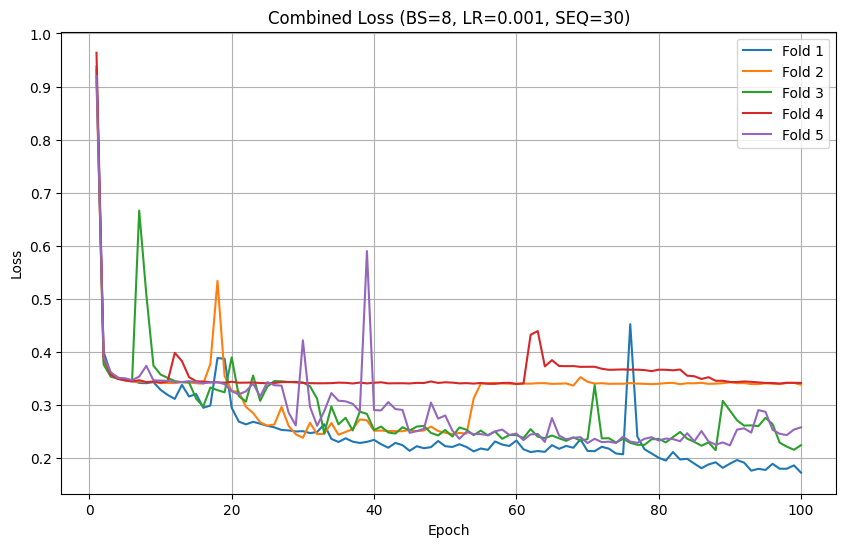 Combined Loss (BS=8, LR=0.001, SEQ=30)
1.0
0.9
0.8
0.7
0.6
0.5
0.4
0.3
0.2
Loss
Fold 1
Fold 2
Fold 3
Fold 4
Fold 5
0 20 40 60 80 100
Epoch